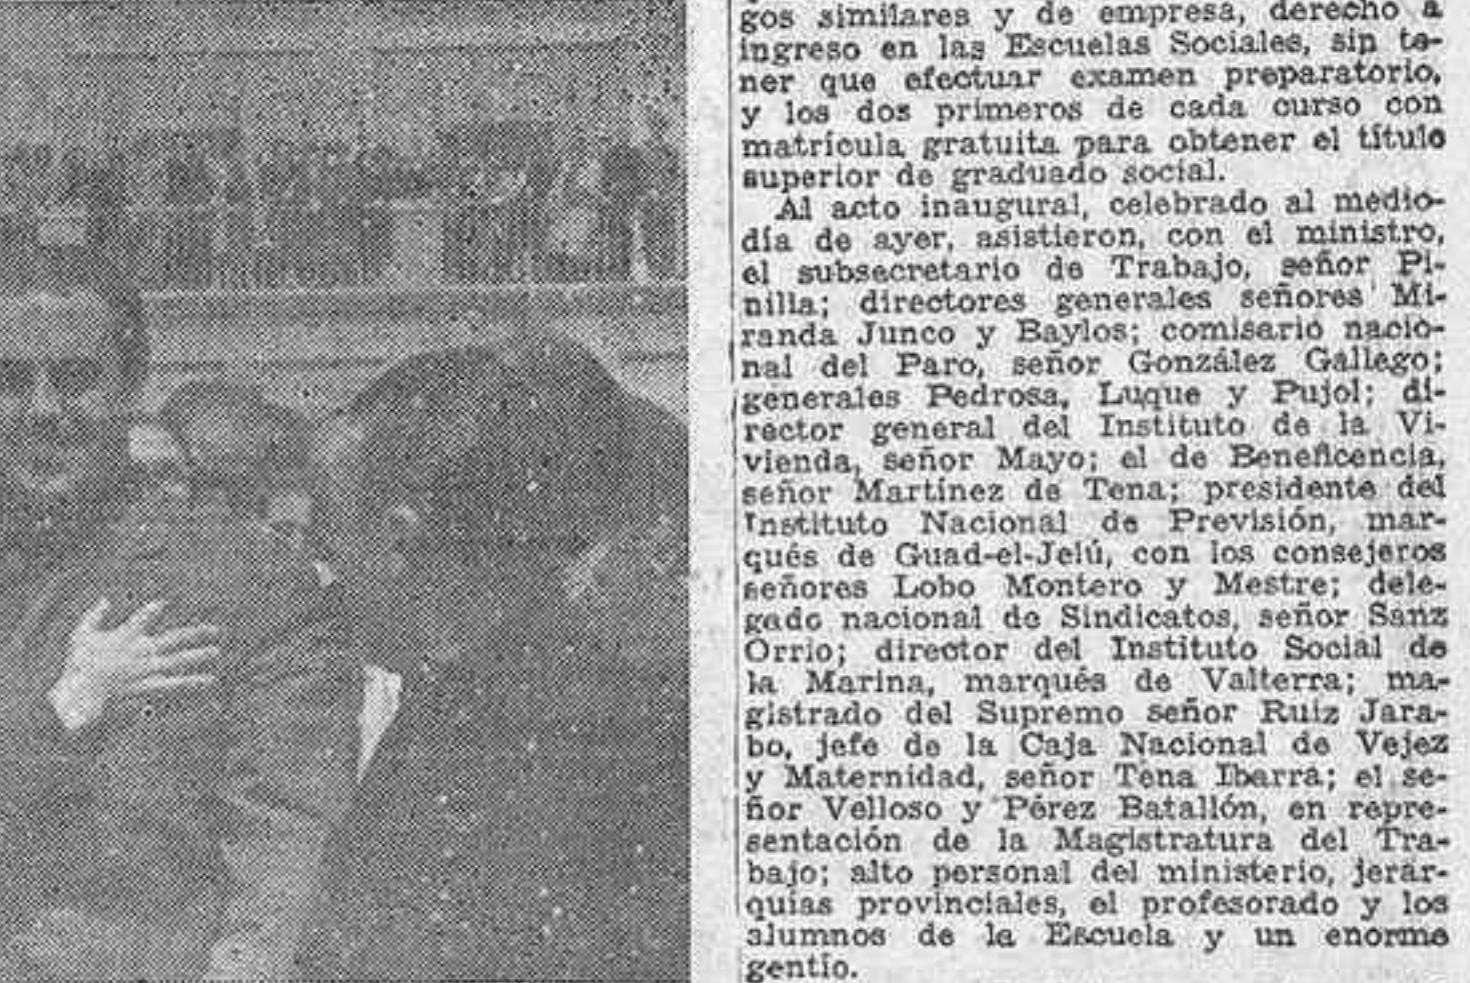 gos similares y de empresa, derecho a
ingreso en las Escuelas Sociales, sin te-
ner que efectuar examen preparatorio,
y los dos primeros de cada curso con
matrícula gratuita para obtener el título
superior de graduado social.
Al acto inaugural, celebrado al medio-
día de ayer, asistieron, con el ministro,
el subsecretario de Trabajo, señor Pi-
nilla; directores generales señores Mi-
randa Junco y Baylos; comisario nacio-
nal del Paro, señor González Gallego;
generales Pedrosa, Luque y Pujol; di-
rector general del Instituto de la Vi-
vienda, señor Mayo; el de Beneficencia,
señor Martínez de Tena; presidente del
Instituto Nacional de Previsión, mar-
qués de Guad-el-Jelú, con los consejeros
señores Lobo Montero y Mestre; dele-
gado nacional de Sindicatos, señor Sanz
Orrio; director del Instituto Social de
la Marina, marqués de Valterra; ma-
gistrado del Supremo señor Ruiz Jara-
bo, jefe de la Caja Nacional de Vejez
y Maternidad, señor Tena Ibarra; el se-
ñor Velloso y Pérez Batallón, en repre-
sentación de la Magistratura del Tra-
bajo; alto personal del ministerio, jerar-
quías provinciales, el profesorado y los
alumnos de la Escuela y un enorme
gentío.